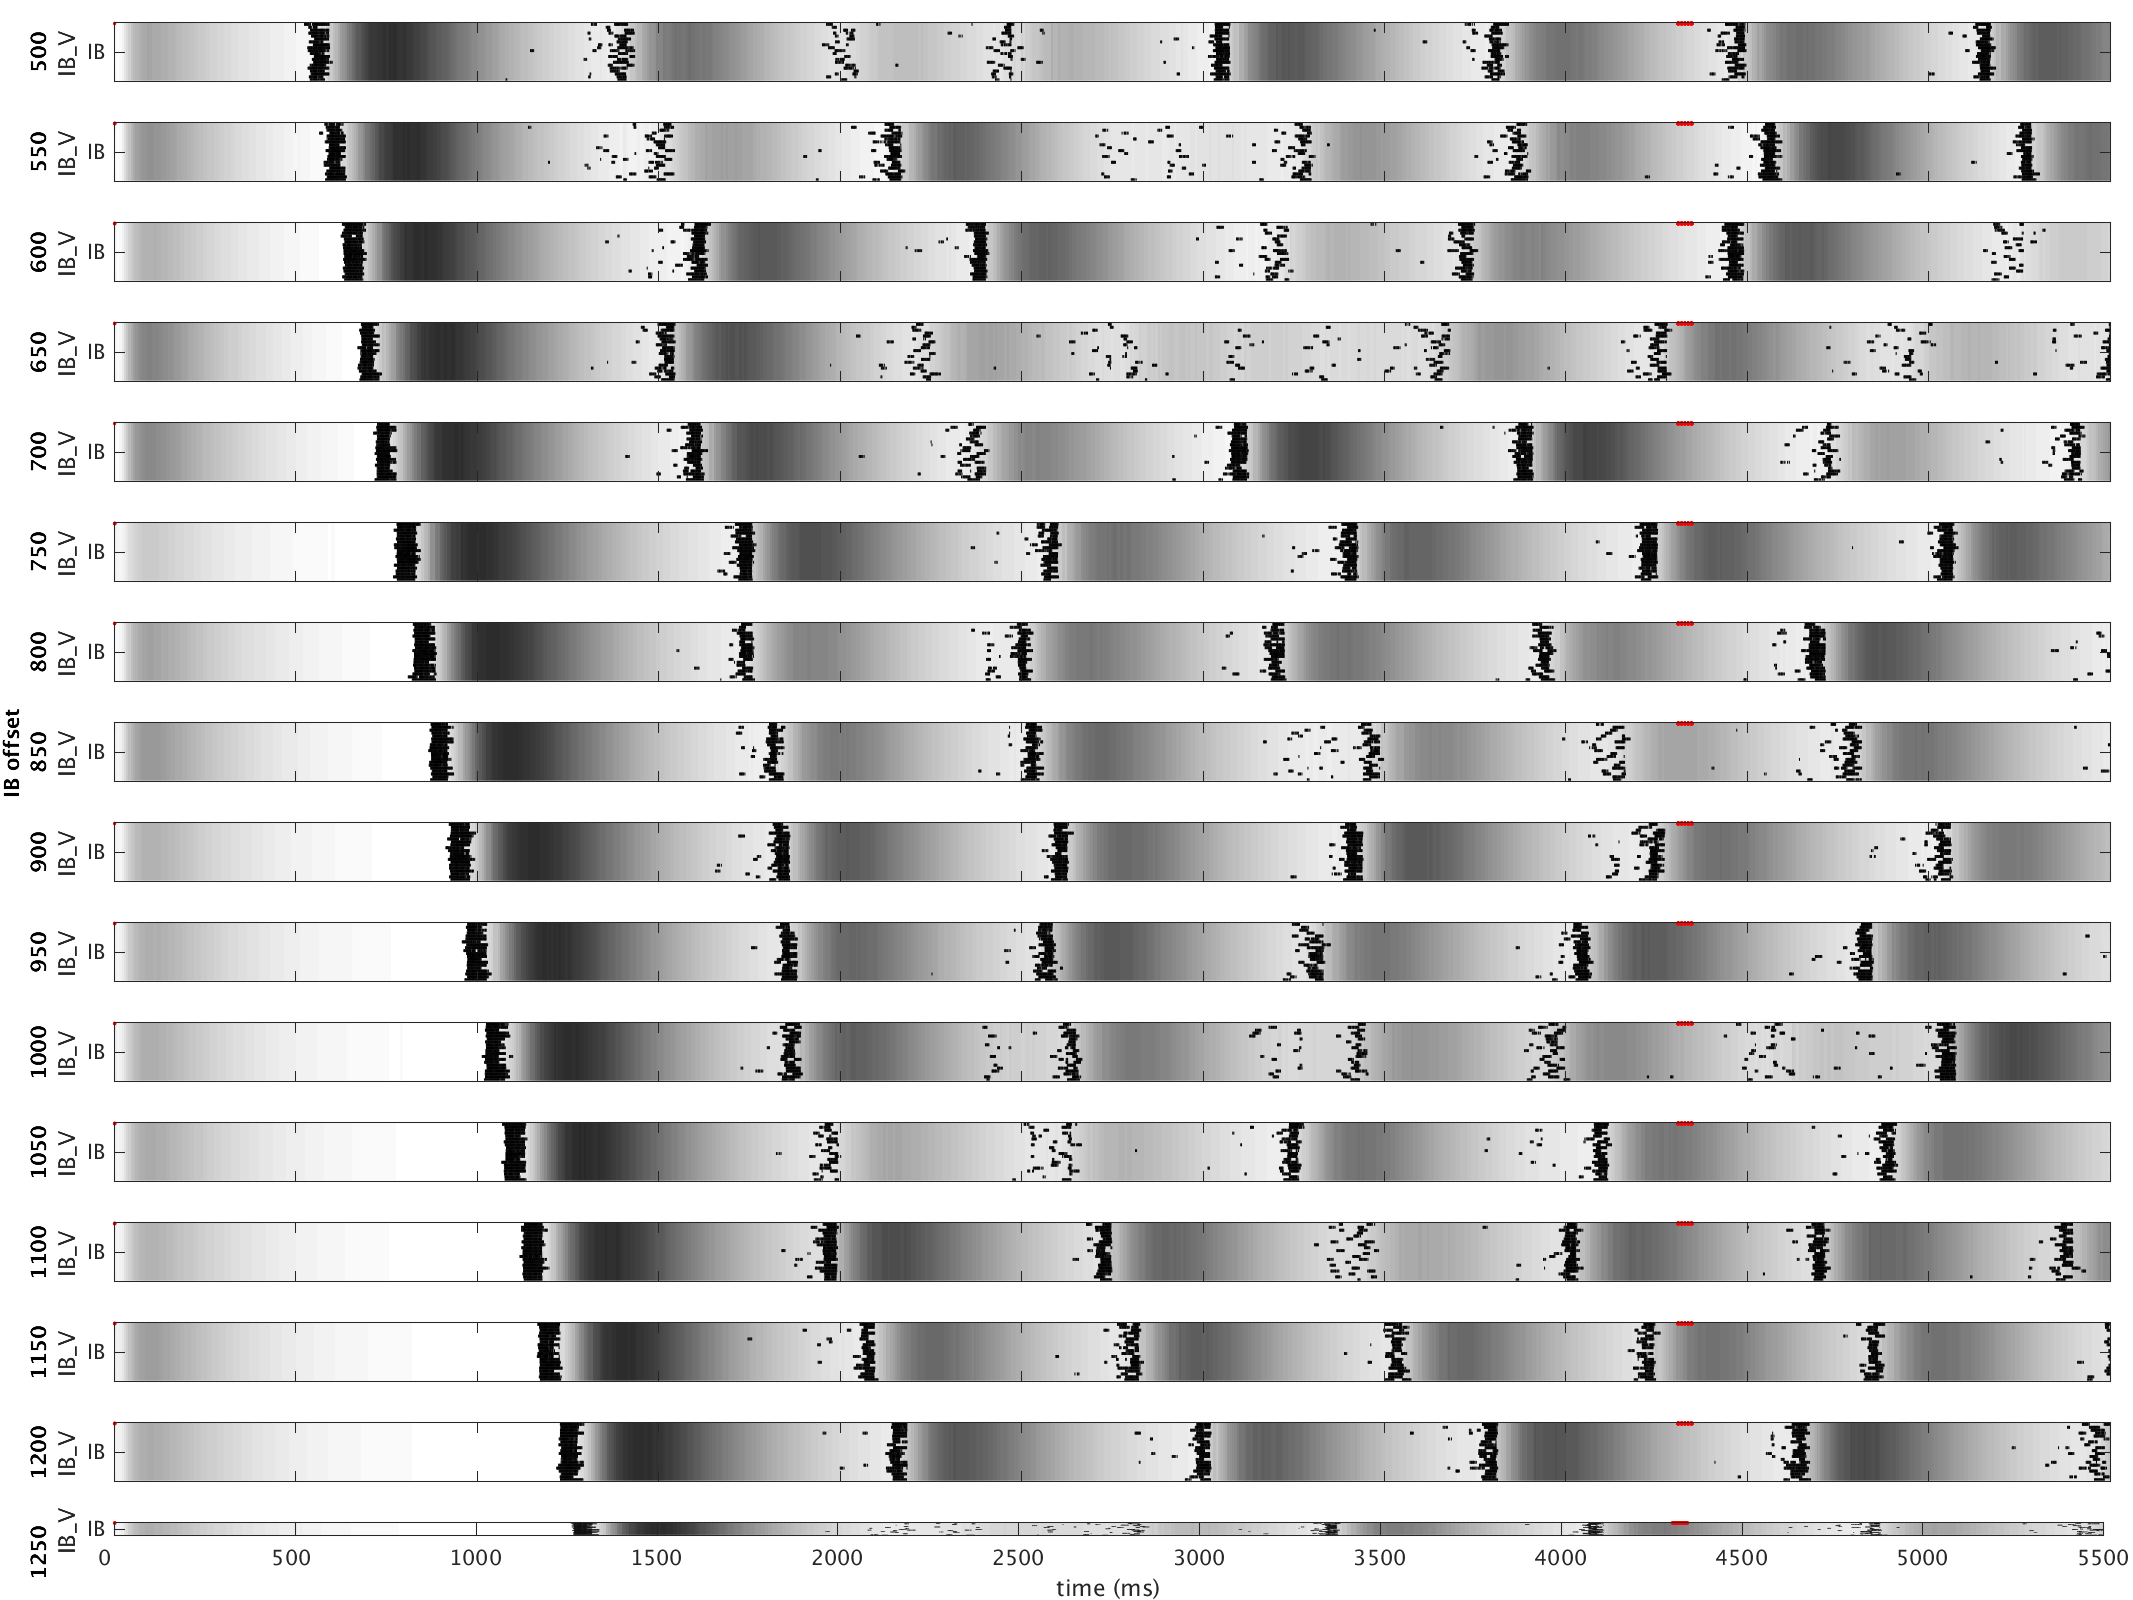 IB offset
500 IB_V IB
550 IB_V IB
600 IB_V IB
650 IB_V IB
700 IB_V IB
750 IB_V IB
800 IB_V IB
850 IB_V IB
900 IB_V IB
950 IB_V IB
1000 IB_V IB
1050 IB_V IB
1100 IB_V IB
1150 IB_V IB
1200 IB_V IB
1250 IB_V IB
0 500 1000 1500 2000 2500 3000 3500 4000 4500 5000 5500
time (ms)